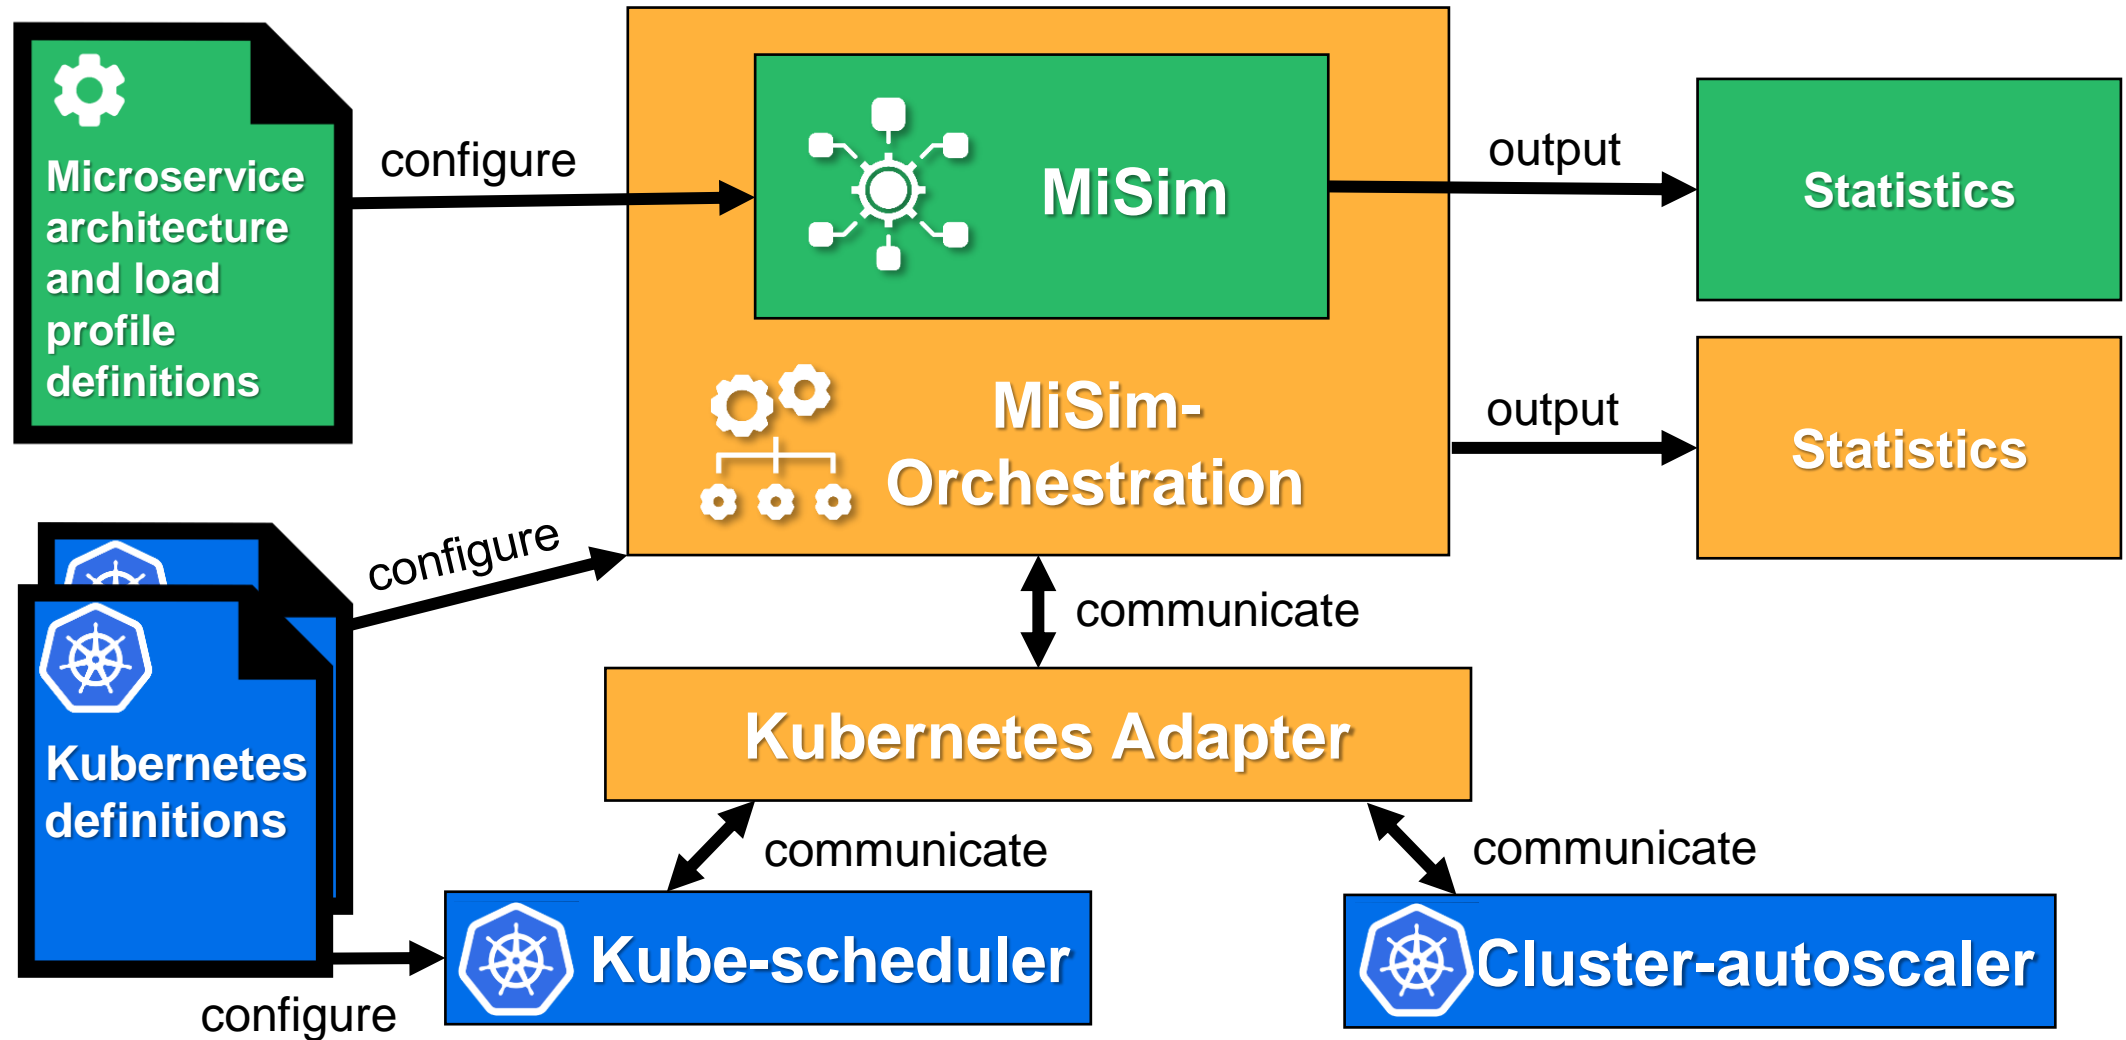 Microservice
architecture
and load
profile
definitions
configure
MiSim
output
Statistics
MiSim-
Orchestration
output
Statistics
configure
communicate
Kubernetes
definitions
Kubernetes Adapter
communicate
communicate
configure
Kube-scheduler
Cluster-autoscaler